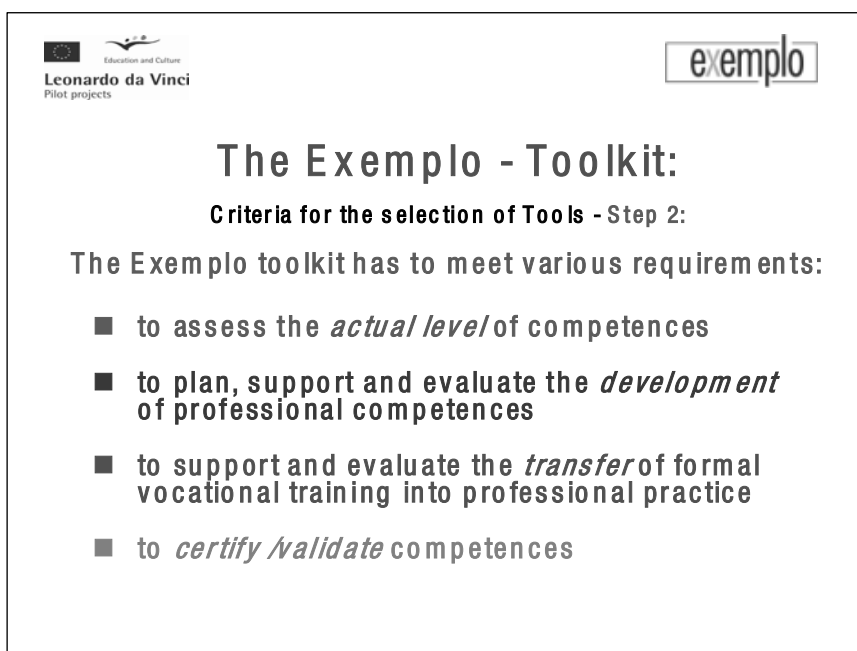 Education and Culture
Leonardo da Vinci
Pilot projects
exemplo
The Exemplo - Toolkit:
Criteria for the selection of Tools - Step 2:
The Exemplo toolkit has to meet various requirements:
■ to assess the actual level of competences
■ to plan, support and evaluate the development
of professional competences
■ to support and evaluate the transfer of formal
vocational training into professional practice
■ to certify /validate competences